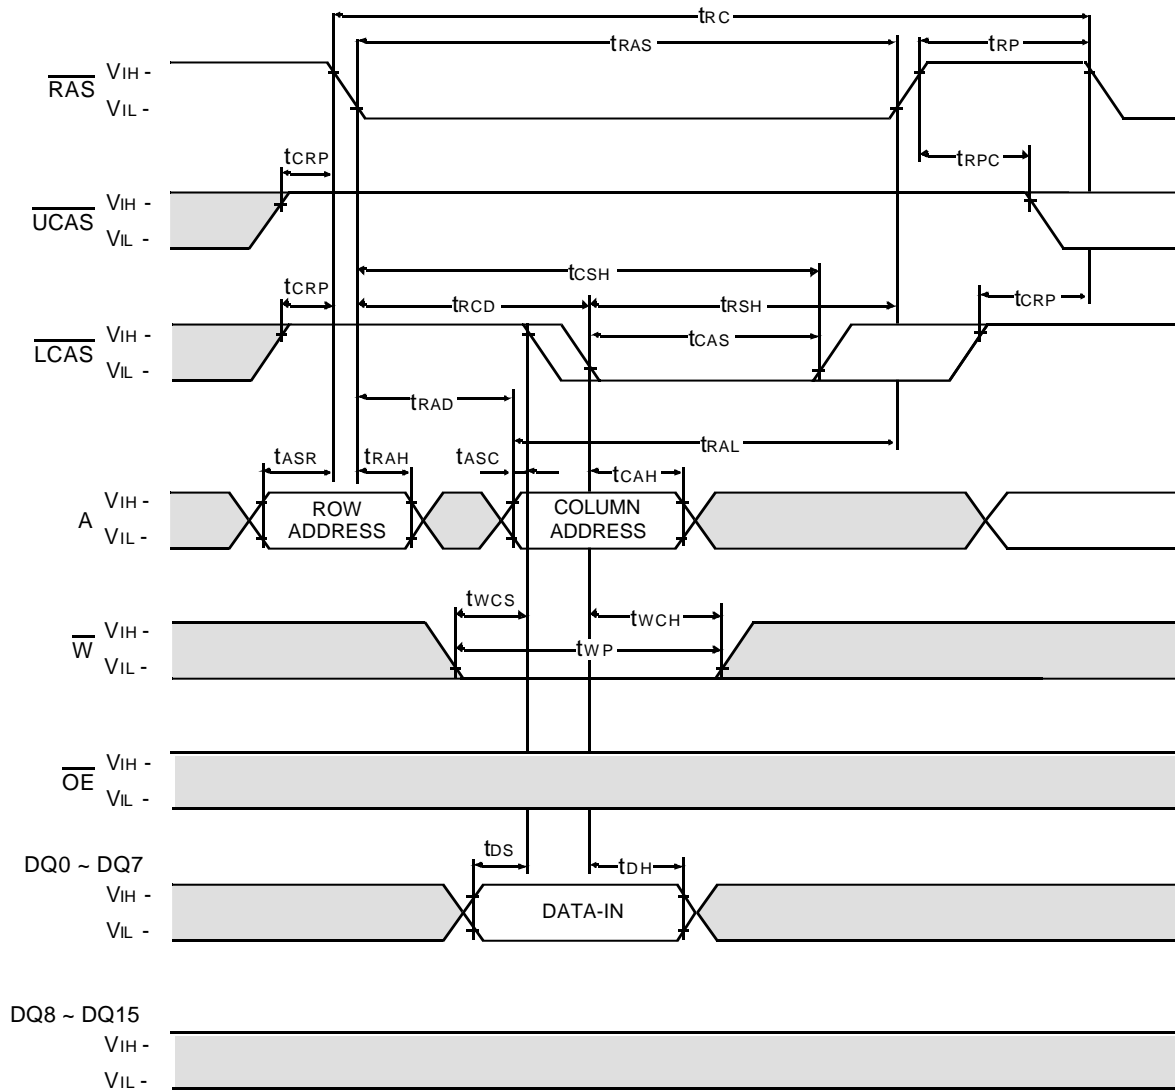 tRC
tRAS
tRP
RAS
VIH -
VIL -
tCRP
tRPC
UCAS
VIH -
VIL -
tCSH
tCRP
tRCD
tRSH
tCRP
LCAS
VIH -
VIL -
tCAS
tRAD
tRAL
tASR
tRAH
tASC
tCAH
A
VIH -
VIL -
ROW
ADDRESS
COLUMN
ADDRESS
tWCS
tWCH
W
VIH -
VIL -
tWP
OE
VIH -
VIL -
DQ0 ~ DQ7
tDS
tDH
VIH -
VIL -
DATA-IN
DQ8 ~ DQ15
VIH -
VIL -